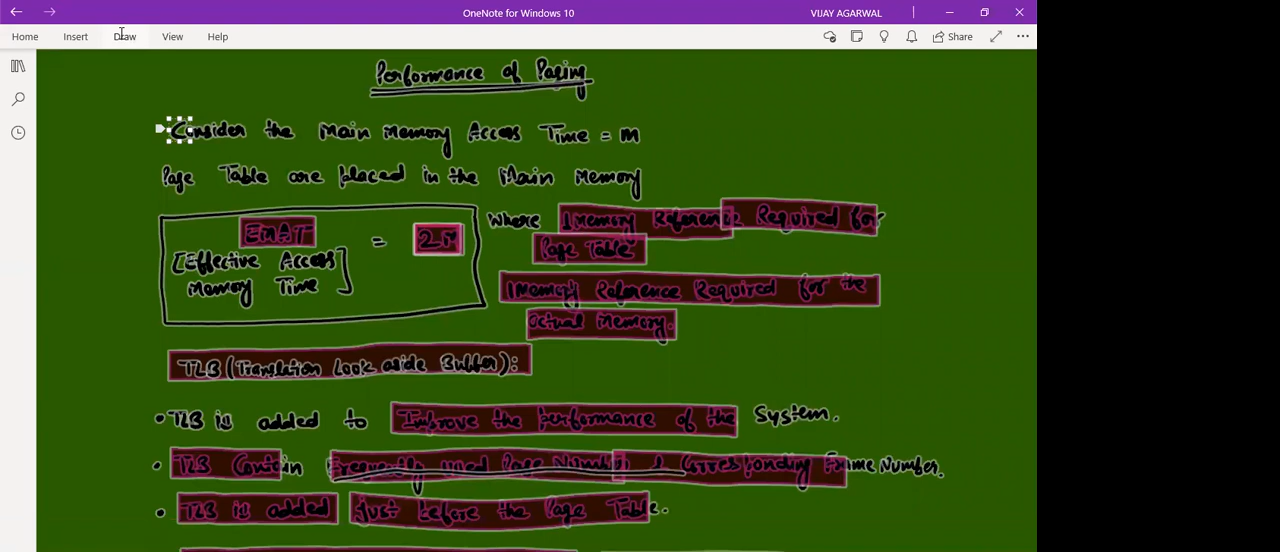 OneNote for Windows 10
VIJAY AGARWAL
Home Insert Draw View Help
Share
Performance of Paging
Consider the Main Memory Access Time = m
Page Table are placed in the Main Memory
EMAT = 2m
[Effective Access
Memory Time]
Where 1 memory Reference Required for
Page Table
1 Memory Reference Required for the
actual Memory.
TLB (Translation Look aside Buffer):
• TLB is added to Improve the performance of the System.
• TLB Contain Frequently used Page Number & Corresponding Frame Number.
• TLB is added Just before the Page Table.